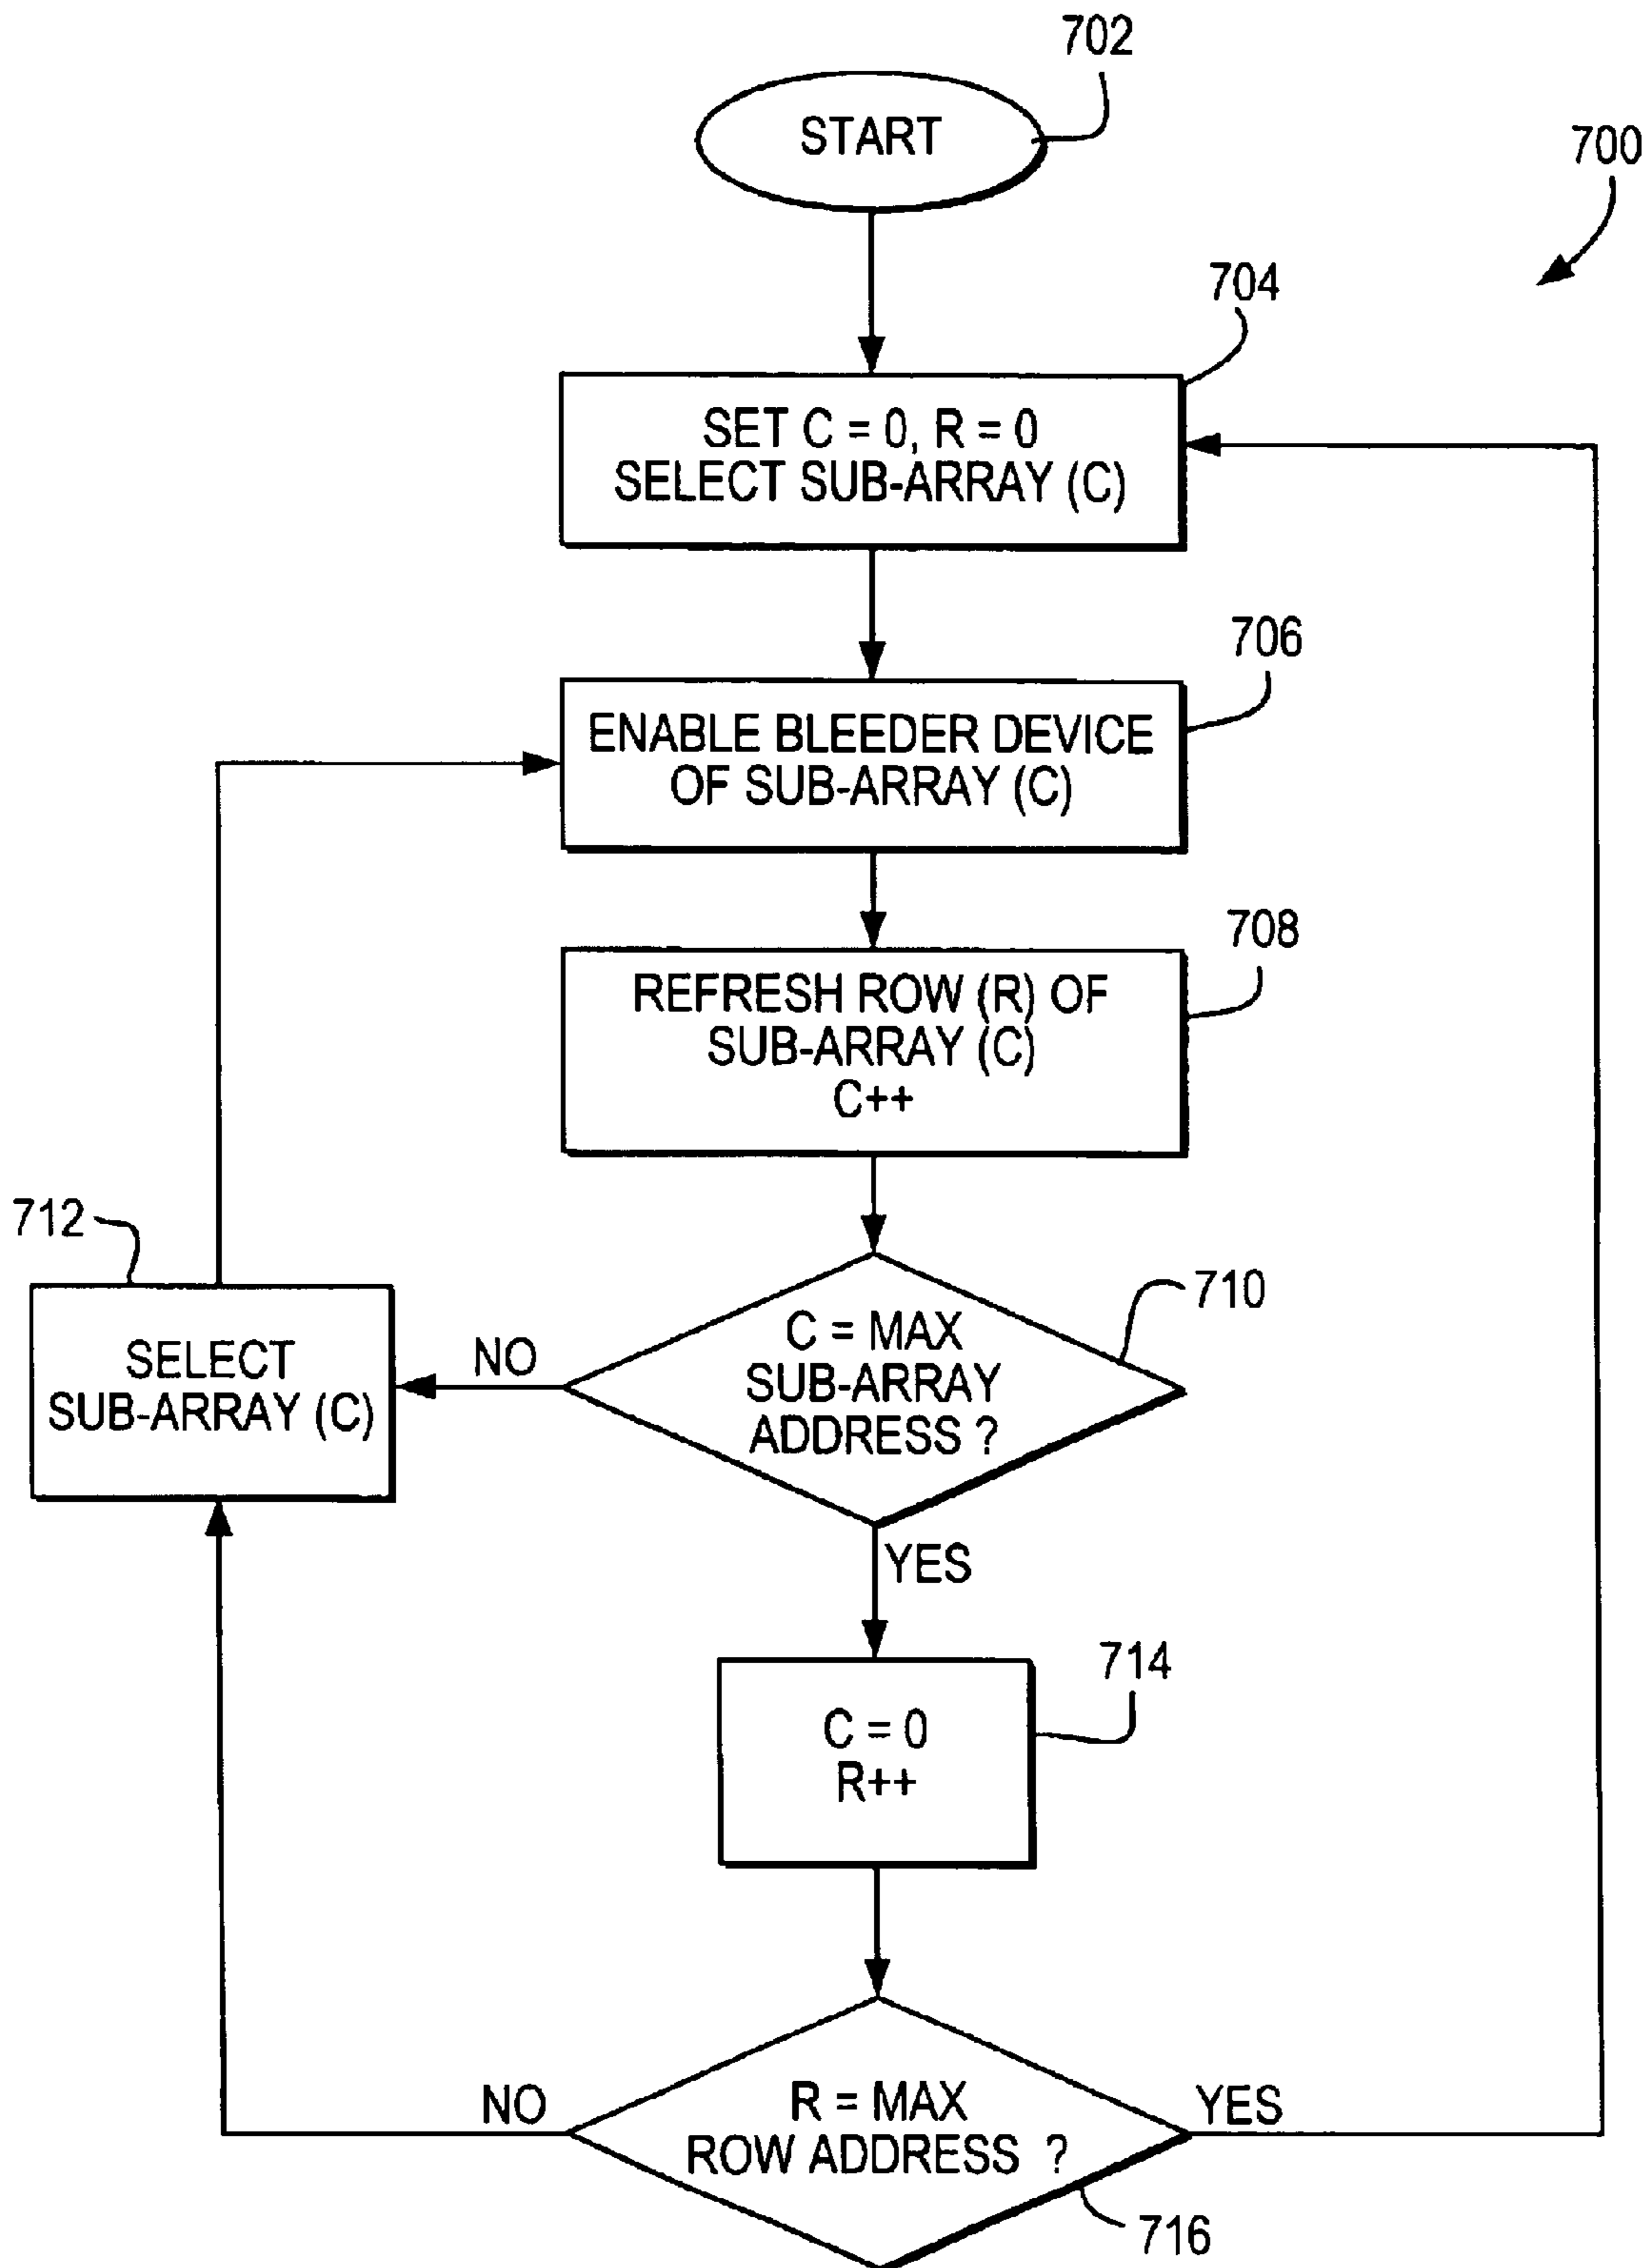 702
START
700
704
SET C = 0, R = 0
SELECT SUB-ARRAY (C)
706
ENABLE BLEEDER DEVICE
OF SUB-ARRAY (C)
708
REFRESH ROW (R) OF
SUB-ARRAY (C)
C++
712
710
C = MAX
SUB-ARRAY
ADDRESS ?
NO
SELECT
SUB-ARRAY (C)
YES
714
C = 0
R++
NO
R = MAX
ROW ADDRESS ?
YES
716